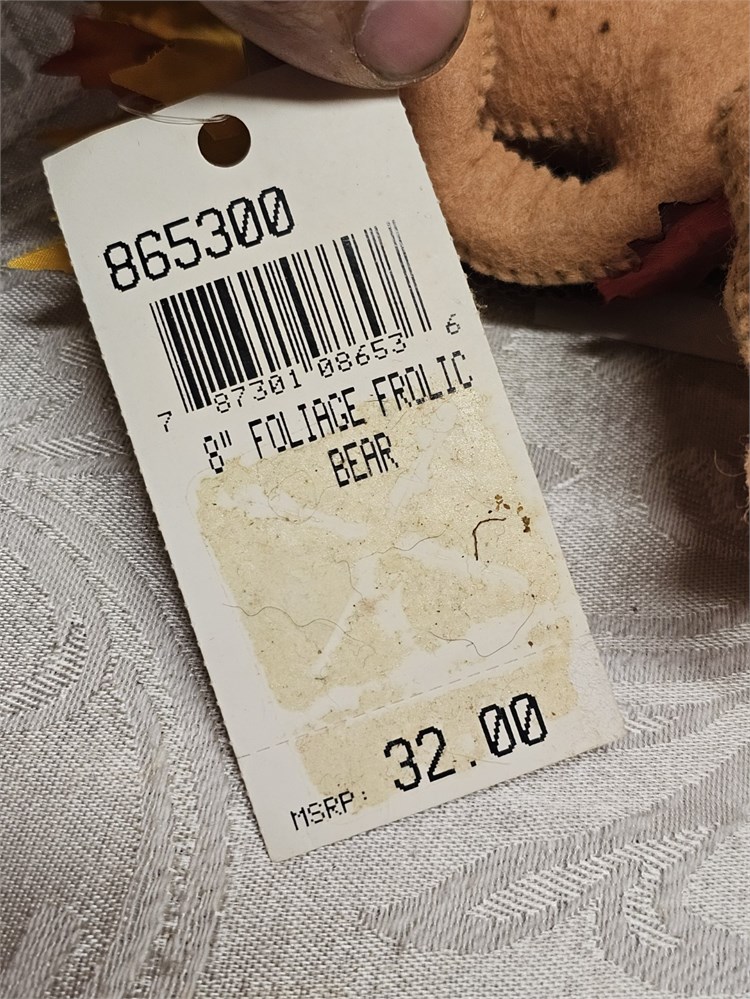 865300
7 87301 08653 6
8" FOLIAGE FROLIC
BEAR
MSRP: 32.00